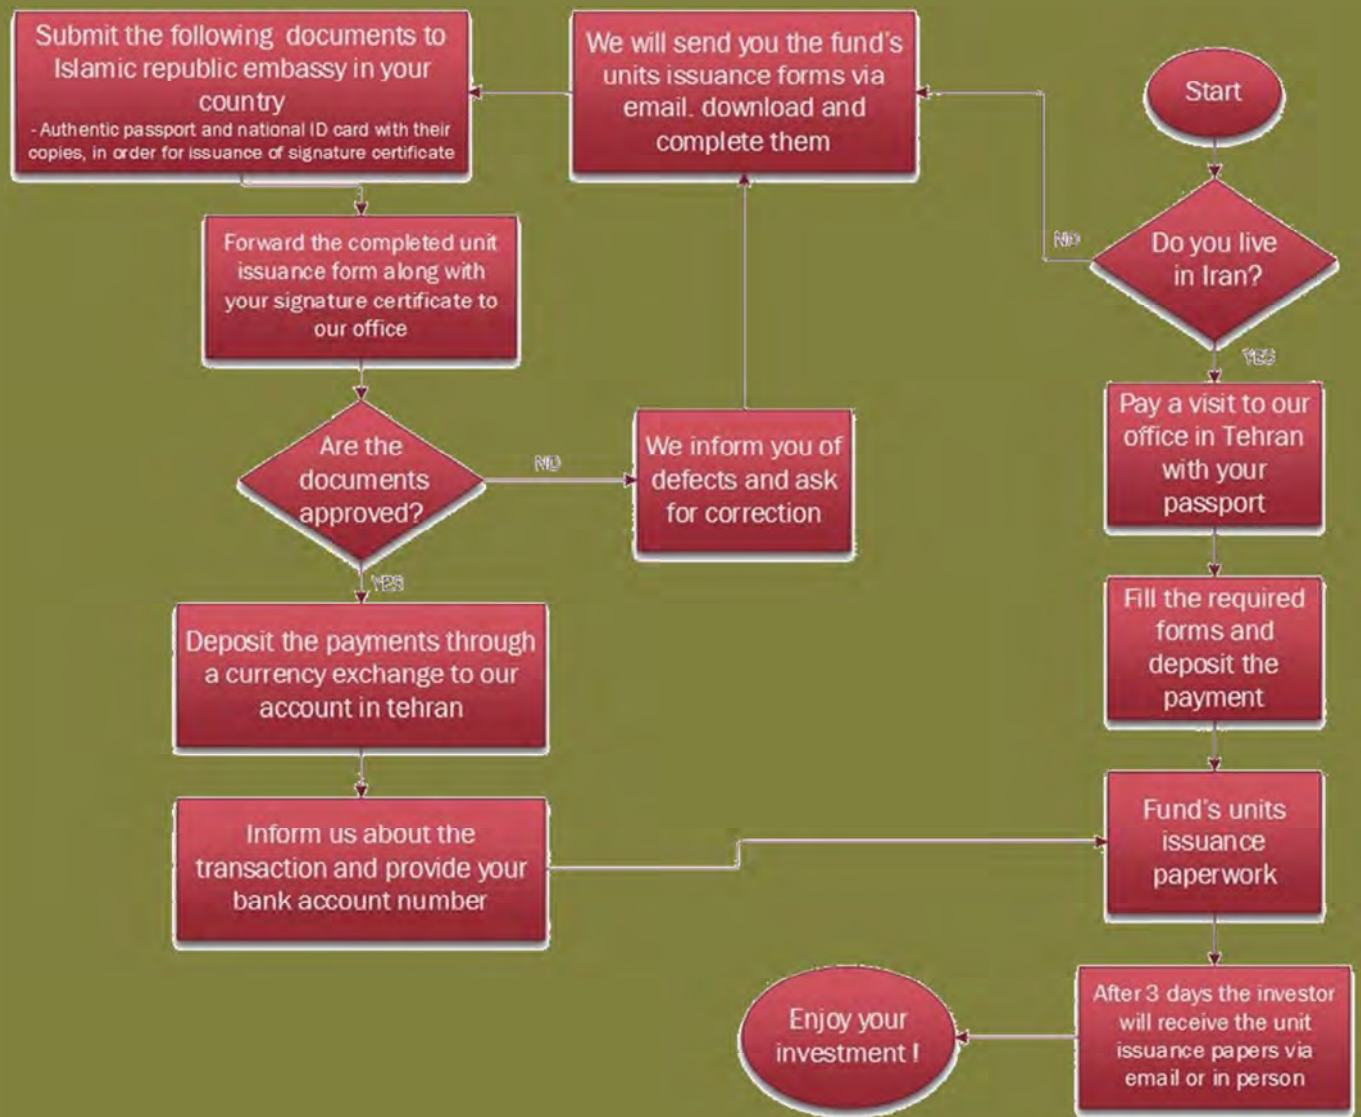 Start
Do you live
in Iran?
NO
YES
We will send you the fund's
units issuance forms via
email. download and
complete them
Submit the following documents to
Islamic republic embassy in your
country
- Authentic passport and national ID card with their
copies, in order for issuance of signature certificate
Forward the completed unit
issuance form along with
your signature certificate to
our office
Are the
documents
approved?
NO
We inform you of
defects and ask
for correction
YES
Deposit the payments through
a currency exchange to our
account in tehran
Inform us about the
transaction and provide your
bank account number
Pay a visit to our
office in Tehran
with your
passport
Fill the required
forms and
deposit the
payment
Fund's units
issuance
paperwork
After 3 days the investor
will receive the unit
issuance papers via
email or in person
Enjoy your
investment !